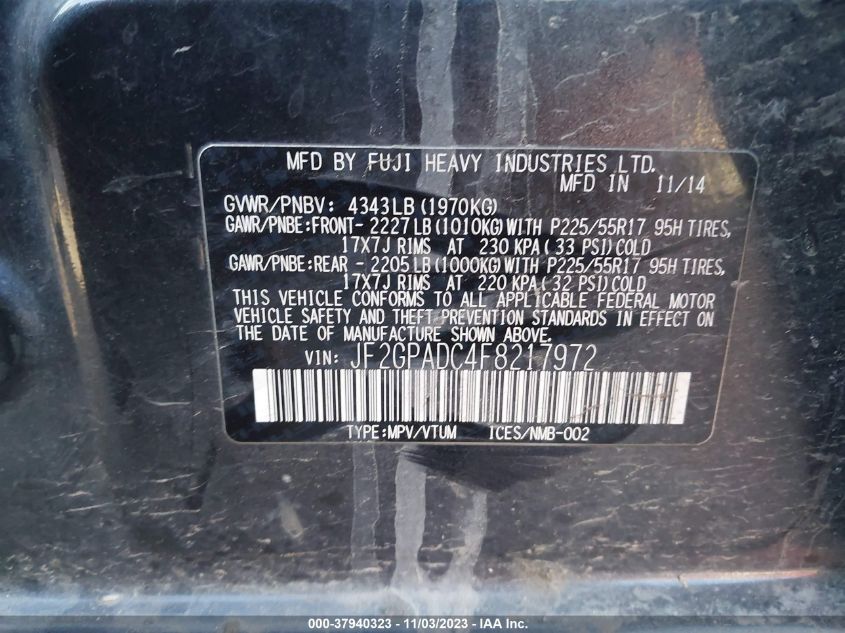 MFD BY FUJI HEAVY INDUSTRIES LTD.
MFD IN 11/14
GVWR/PNBV: 4343LB (1970KG)
GAWR/PNBE:FRONT- 2227LB (1010KG) WITH P225/55R17 95H TIRES,
17X7J RIMS AT 230 KPA ( 33 PSI) COLD
GAWR/PNBE:REAR - 2205LB (1000KG) WITH P225/55R17 95H TIRES,
17X7J RIMS AT 220 KPA ( 32 PSI) COLD
THIS VEHICLE CONFORMS TO ALL APPLICABLE FEDERAL MOTOR
VEHICLE SAFETY AND THEFT PREVENTION STANDARDS IN EFFECT ON
THE DATE OF MANUFACTURE SHOWN ABOVE.
VIN: JF2GPADC4F8217972
TYPE:MPV/VTUM ICES/NMB-002
000-37940323 - 11/03/2023 - IAA Inc.